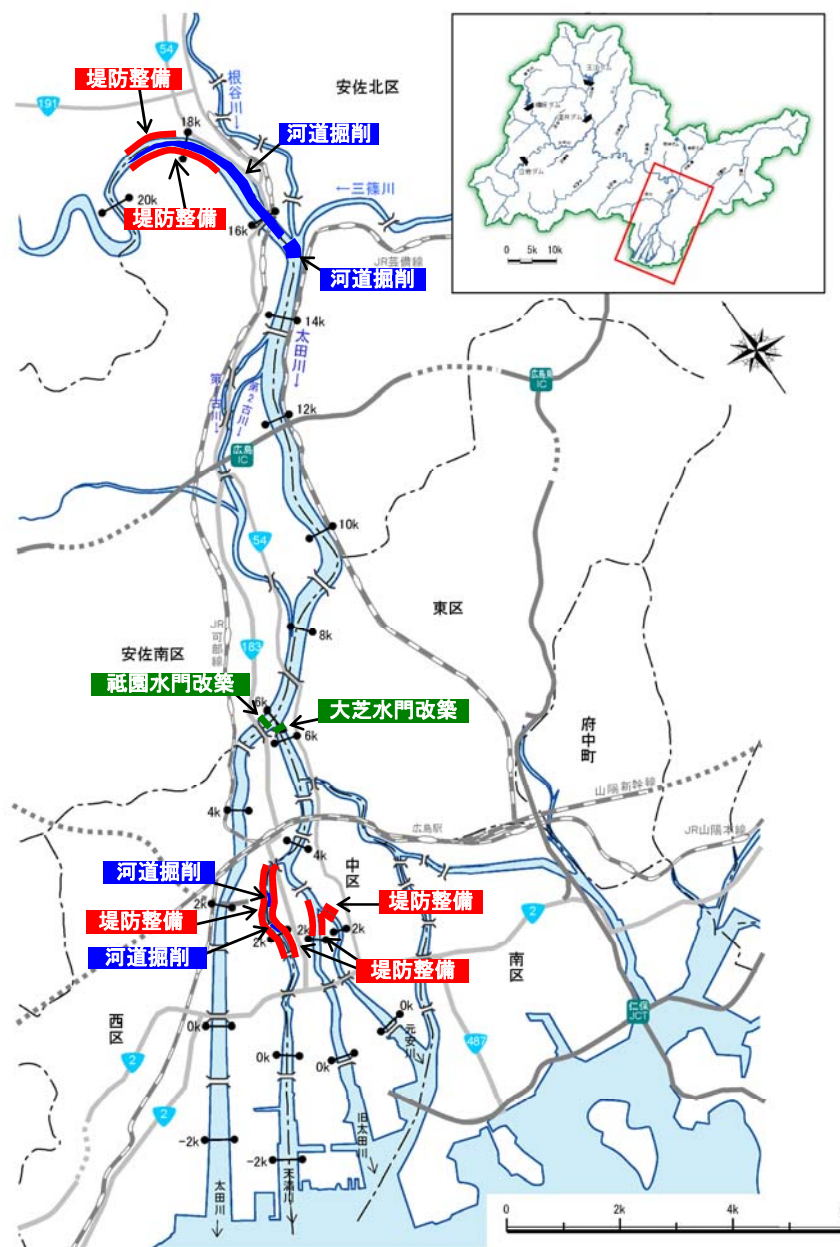 54
堤防整備
191
根谷川→
安佐北区
18k
河道掘削
20k
堤防整備
16k
←三篠川
JR芸備線
河道掘削
14k
太田川→
第1古川→
第2古川→
12k
広島東
IC
広島
IC
10k
54
東区
8k
JR可部線
安佐南区
183
祇園水門改築
6k
大芝水門改築
6k
府中町
山陽新幹線
4k
広島駅
JR山陽本線
4k
中区
河道掘削
2k
堤防整備
堤防整備
2k
2k
2k
2
河道掘削
堤防整備
南区
西区
0k
0k
元安川
仁保
JCT
487
2
0k
0k
2
旧太田川
-2k
-2k
太田川
天満川
0 5k 10k
0 2k 4k